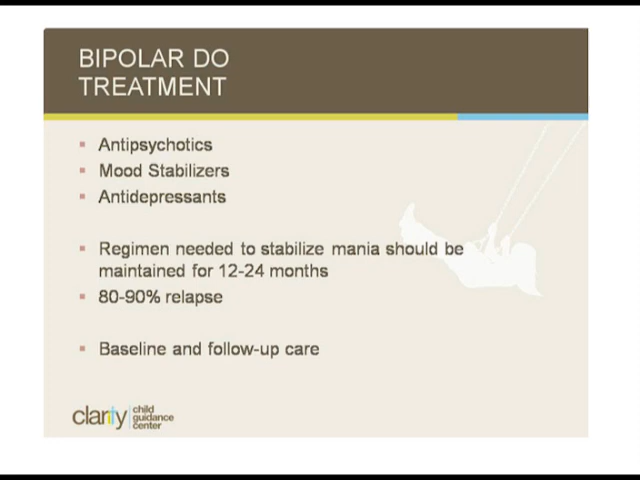 BIPOLAR DO
TREATMENT
Antipsychotics
Mood Stabilizers
Antidepressants
Regimen needed to stabilize mania should be
maintained for 12-24 months
80-90% relapse
Baseline and follow-up care
clarity child
guidance
center